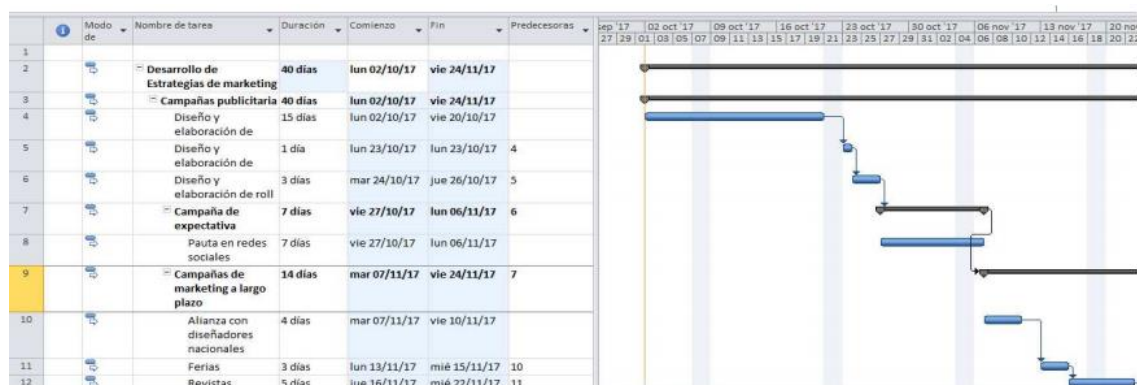 Modo de
Nombre de tarea
Duración
Comienzo
Fin
Predecesoras
sep '17
02 oct '17
09 oct '17
16 oct '17
23 oct '17
30 oct '17
06 nov '17
13 nov '17
20 nov
27 29 01 03 05 07 09 11 13 15 17 19 21 23 25 27 29 31 02 04 06 08 10 12 14 16 18 20 22
1
2 Desarrollo de 40 días lun 02/10/17 vie 24/11/17
Estrategias de marketing
3 Campañas publicitaria 40 días lun 02/10/17 vie 24/11/17
4 Diseño y 15 días lun 02/10/17 vie 20/10/17
elaboración de
5 Diseño y 1 día lun 23/10/17 lun 23/10/17 4
elaboración de
6 Diseño y 3 días mar 24/10/17 jue 26/10/17 5
elaboración de roll
7 Campaña de 7 días vie 27/10/17 lun 06/11/17 6
expectativa
8 Pauta en redes 7 días vie 27/10/17 lun 06/11/17
sociales
9 Campañas de 14 días mar 07/11/17 vie 24/11/17 7
marketing a largo
plazo
10 Alianza con 4 días mar 07/11/17 vie 10/11/17
diseñadores
nacionales
11 Ferias 3 días lun 13/11/17 mié 15/11/17 10
12 Revistas 5 días jue 16/11/17 mié 22/11/17 11